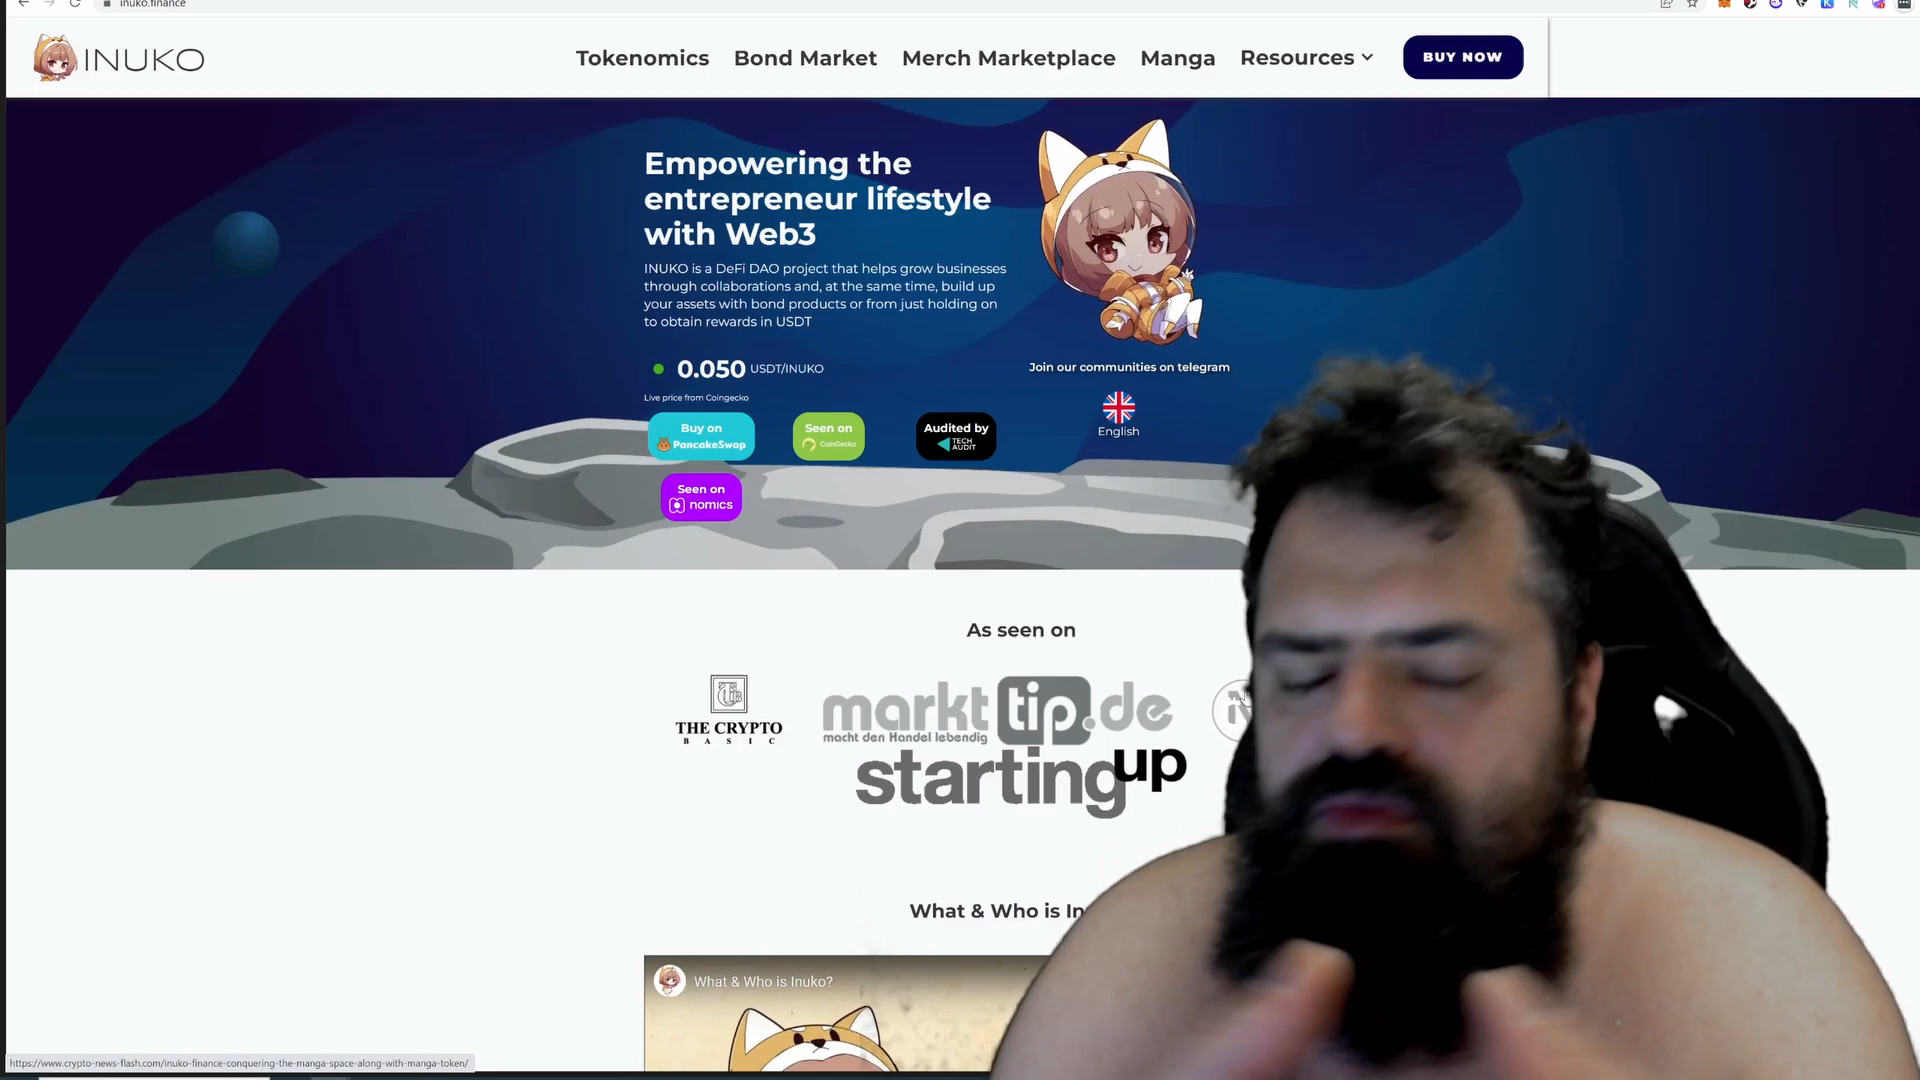 inuko.finance
INUKO
Tokenomics
Bond Market
Merch Marketplace
Manga
Resources
BUY NOW
Empowering the
entrepreneur lifestyle
with Web3
INUKO is a DeFi DAO project that helps grow businesses
through collaborations and, at the same time, build up
your assets with bond products or from just holding on
to obtain rewards in USDT
0.050 USDT/INUKO
Live price from Coingecko
Buy on
PancakeSwap
Seen on
CoinGecko
Audited by
TECH
AUDIT
Seen on
nomics
Join our communities on telegram
English
As seen on
THE CRYPTO
BASIC
markttip.de
macht den Handel lebendig
startingup
What & Who is In
What & Who is Inuko?
https://www.crypto-news-flash.com/inuko-finance-conquering-the-manga-space-along-with-manga-token/